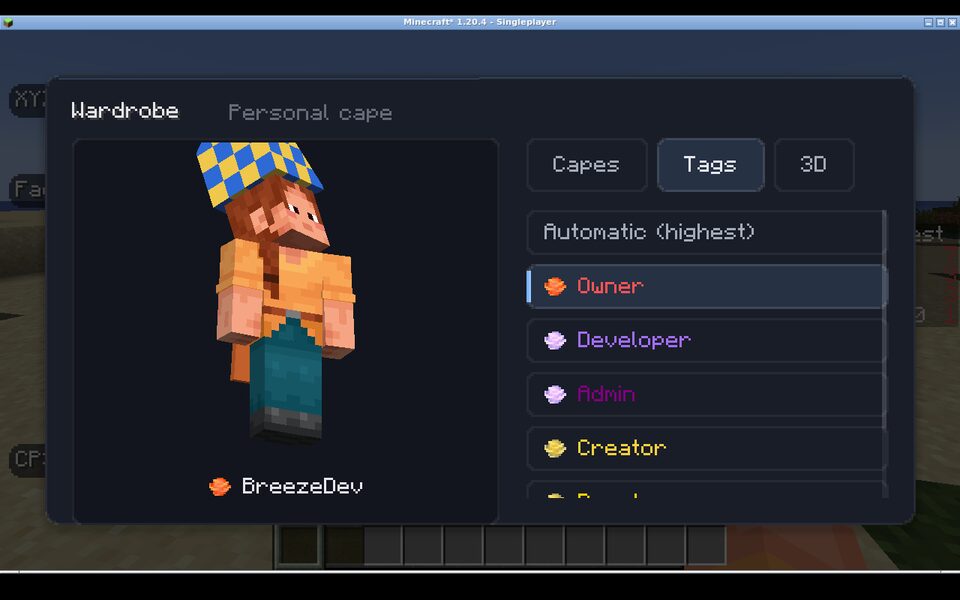 Minecraft* 1.20.4 - Singleplayer
Wardrobe
Personal cape
Capes
Tags
3D
Automatic (highest)
Owner
Developer
Admin
Creator
BreezeDev